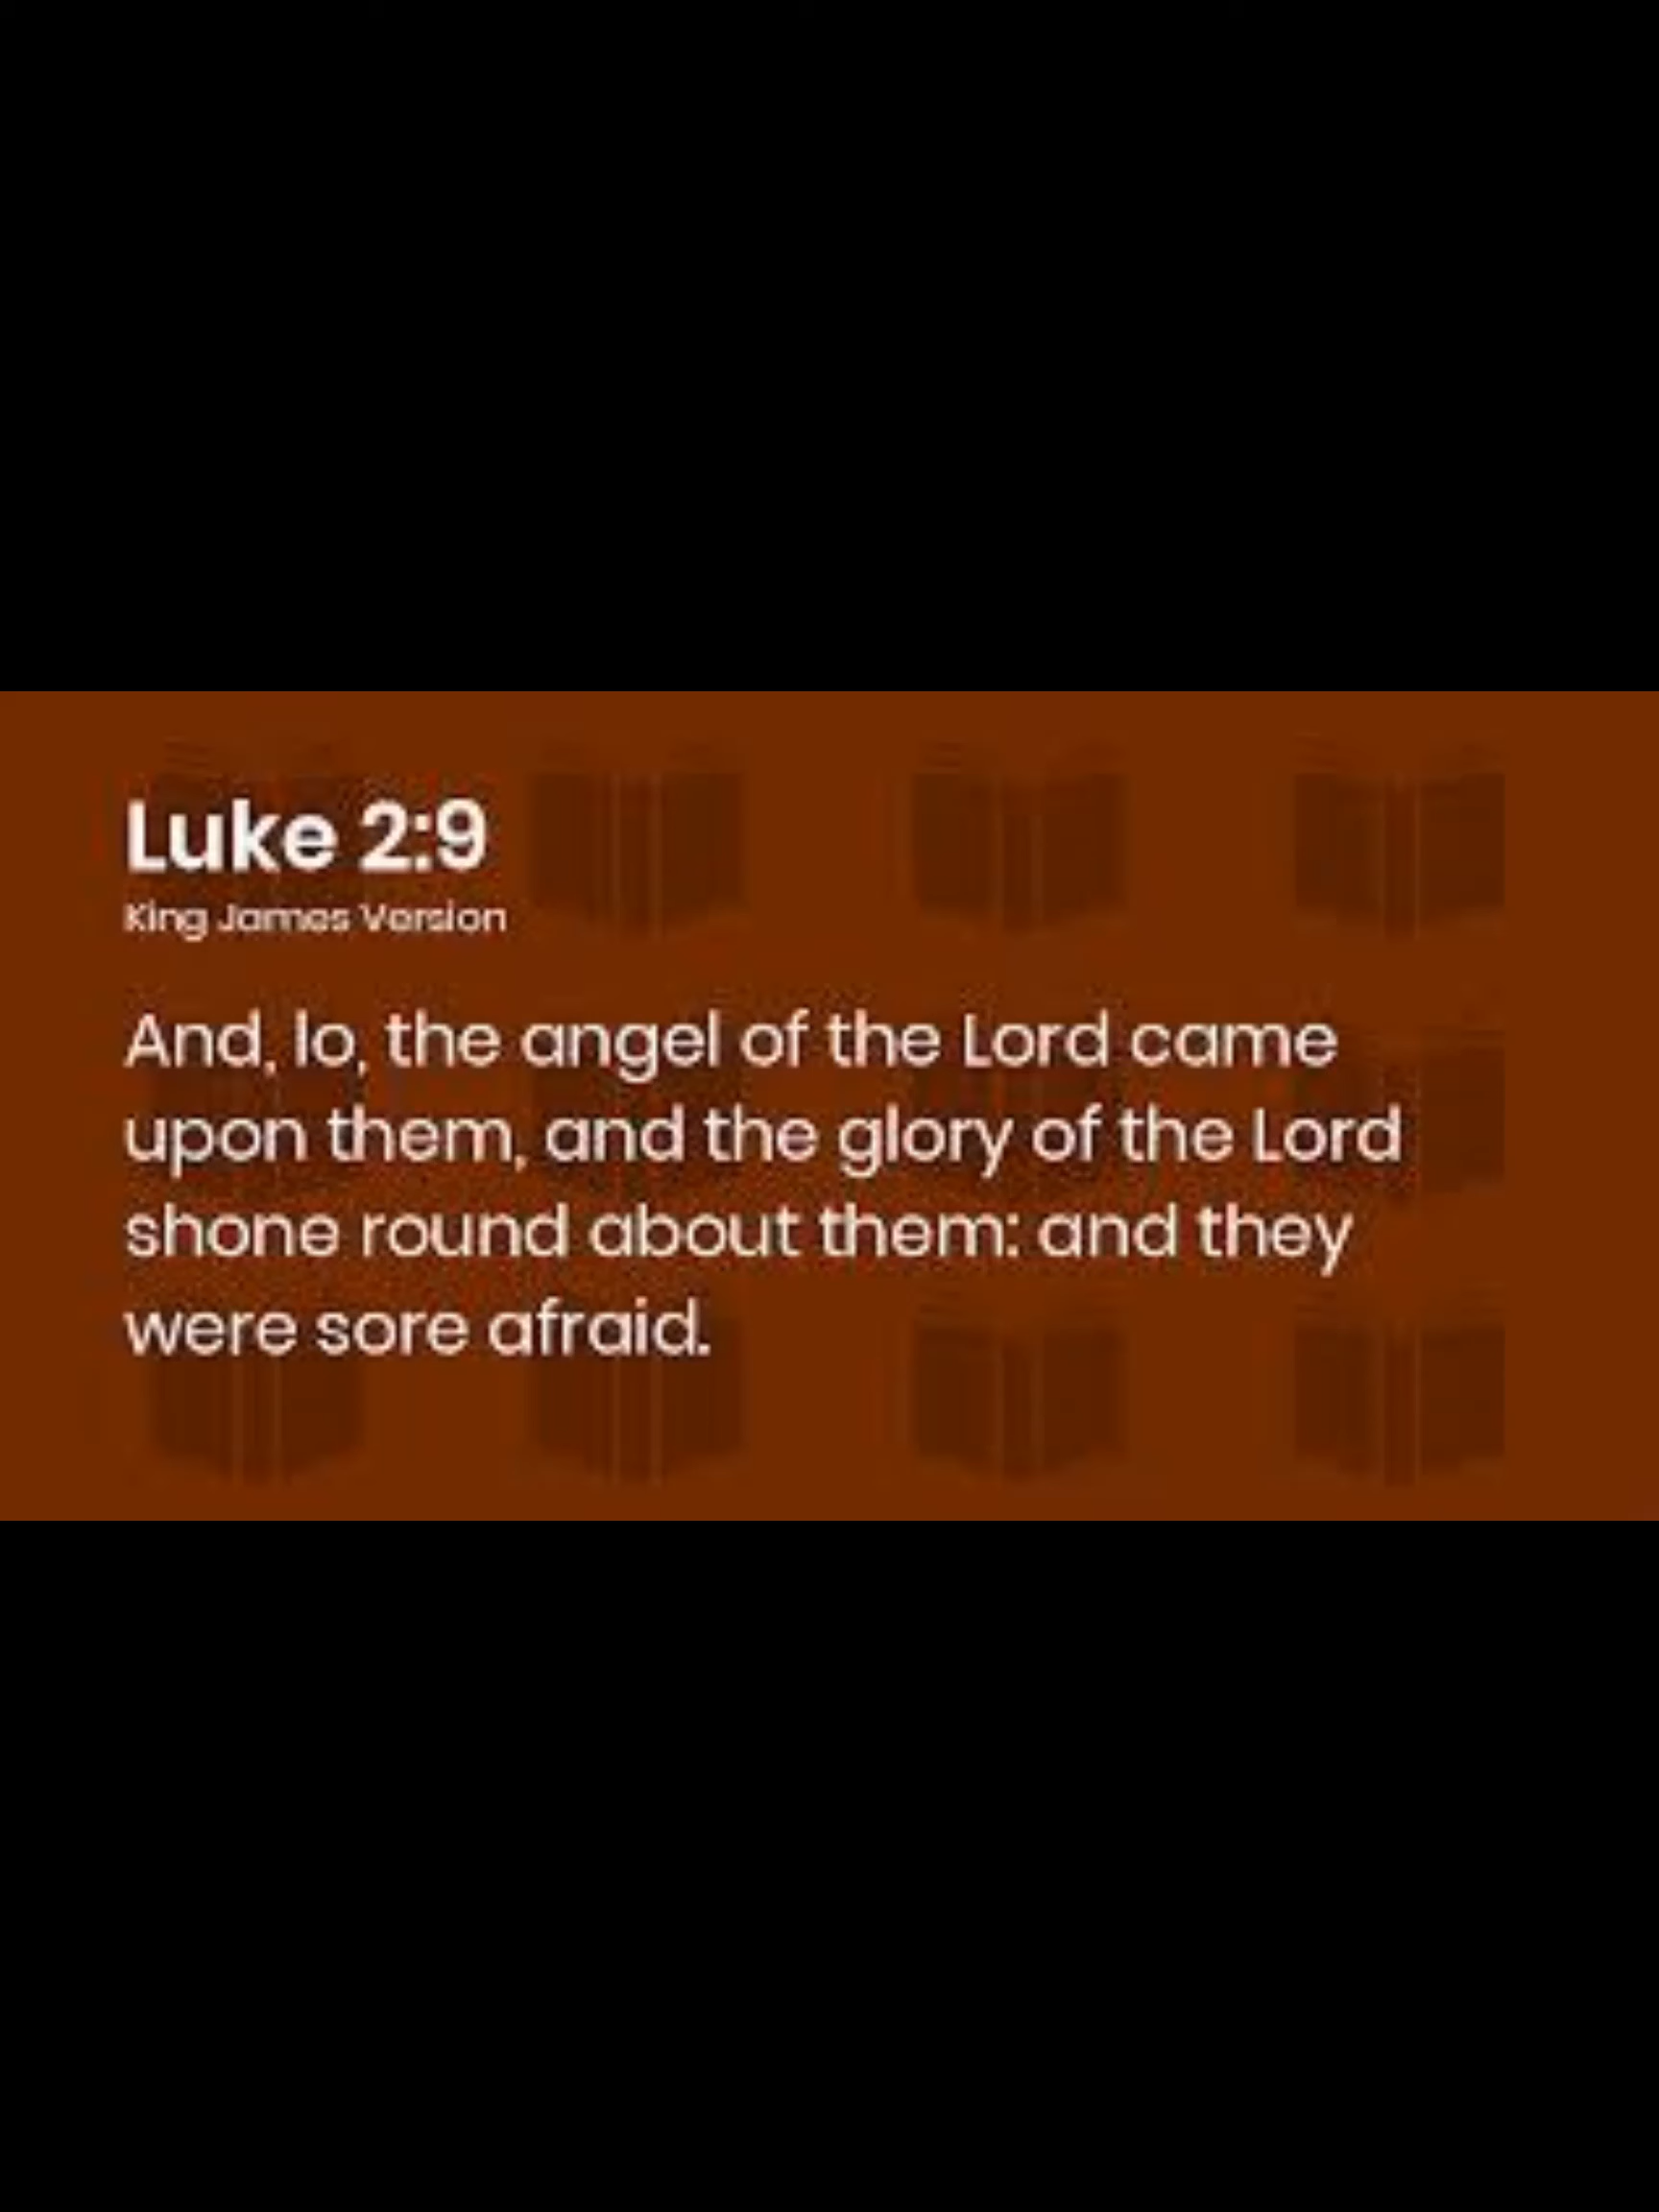 Luke 2:9
King James Version
And, lo, the angel of the Lord came
upon them, and the glory of the Lord
shone round about them: and they
were sore afraid.